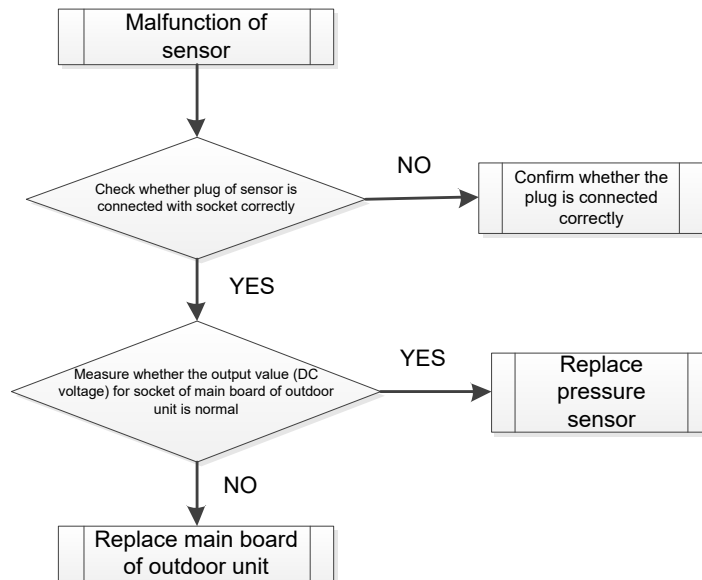 Malfunction of
sensor
Check whether plug of sensor is
connected with socket correctly
NO
Confirm whether the
plug is connected
correctly
YES
Measure whether the output value (DC
voltage) for socket of main board of outdoor
unit is normal
YES
Replace
pressure
sensor
NO
Replace main board
of outdoor unit